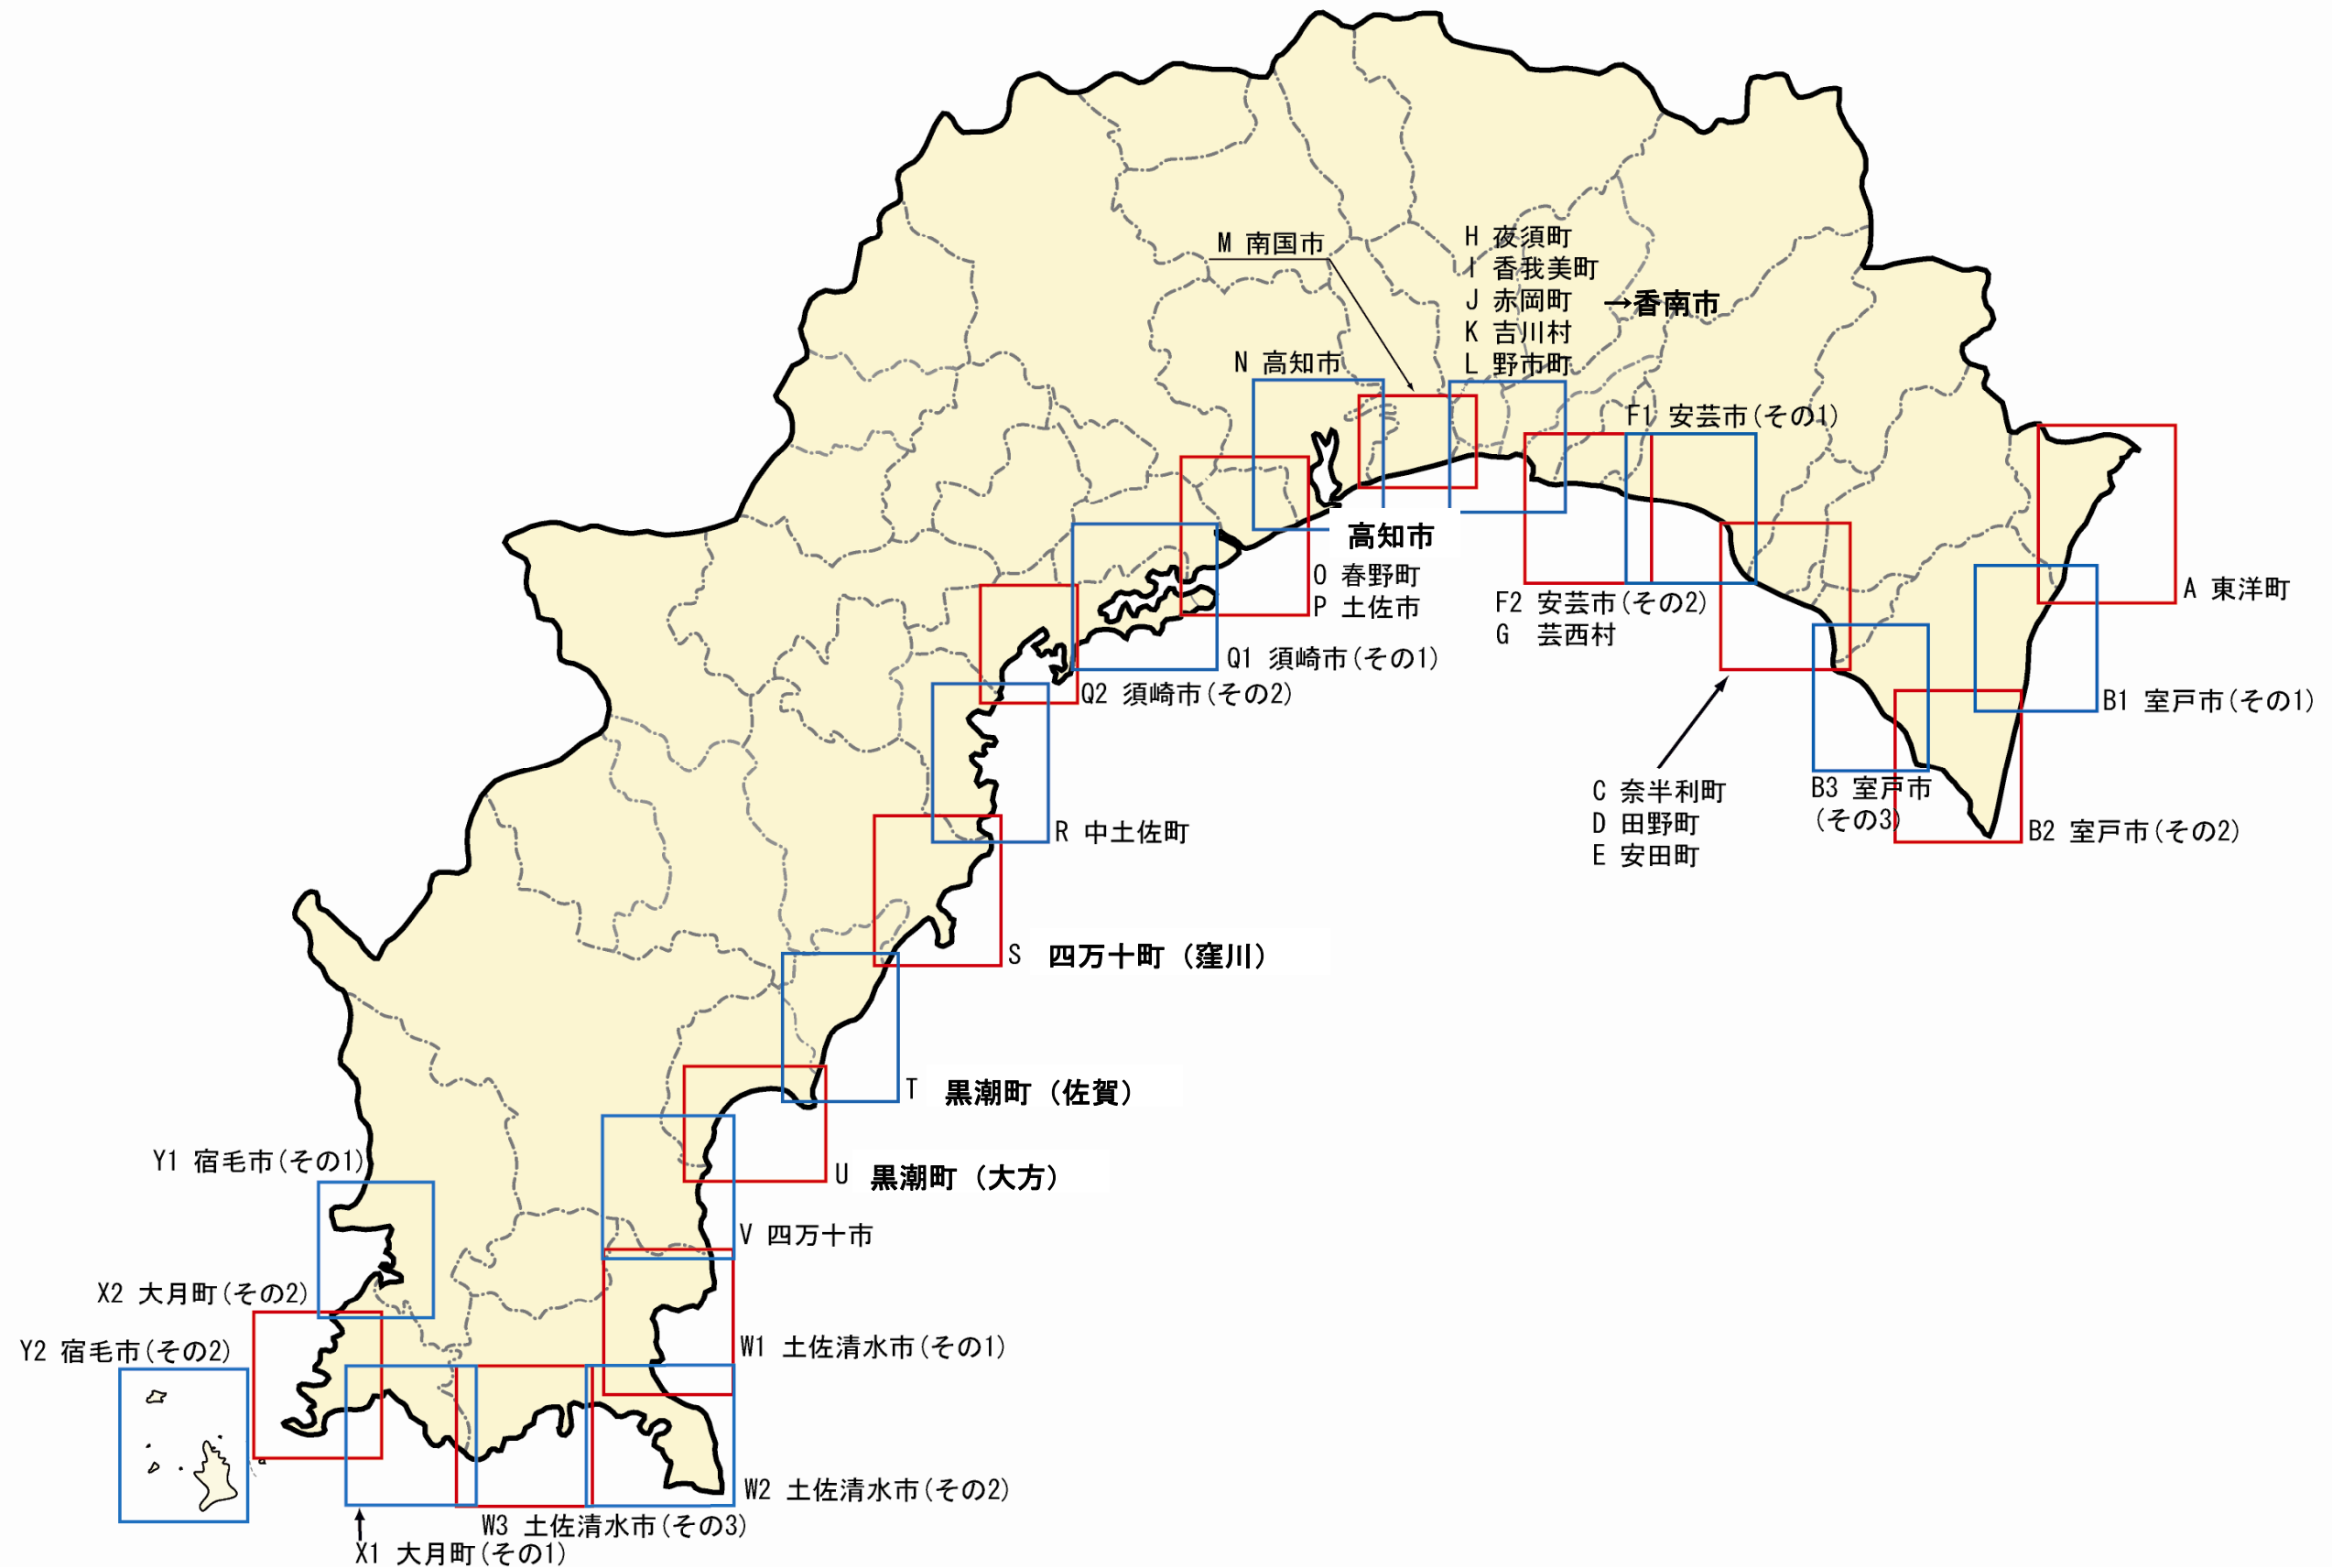 M 南国市
H 夜須町
I 香我美町
J 赤岡町 →香南市
K 吉川村
L 野市町
N 高知市
F1 安芸市(その1)
高知市
O 春野町
P 土佐市
A 東洋町
F2 安芸市(その2)
G 芸西村
Q1 須崎市(その1)
Q2 須崎市(その2)
B1 室戸市(その1)
C 奈半利町
D 田野町
E 安田町
B3 室戸市
(その3)
B2 室戸市(その2)
R 中土佐町
S 四万十町(窪川)
T 黒潮町(佐賀)
U 黒潮町(大方)
Y1 宿毛市(その1)
V 四万十市
X2 大月町(その2)
Y2 宿毛市(その2)
W1 土佐清水市(その1)
W2 土佐清水市(その2)
W3 土佐清水市(その3)
X1 大月町(その1)